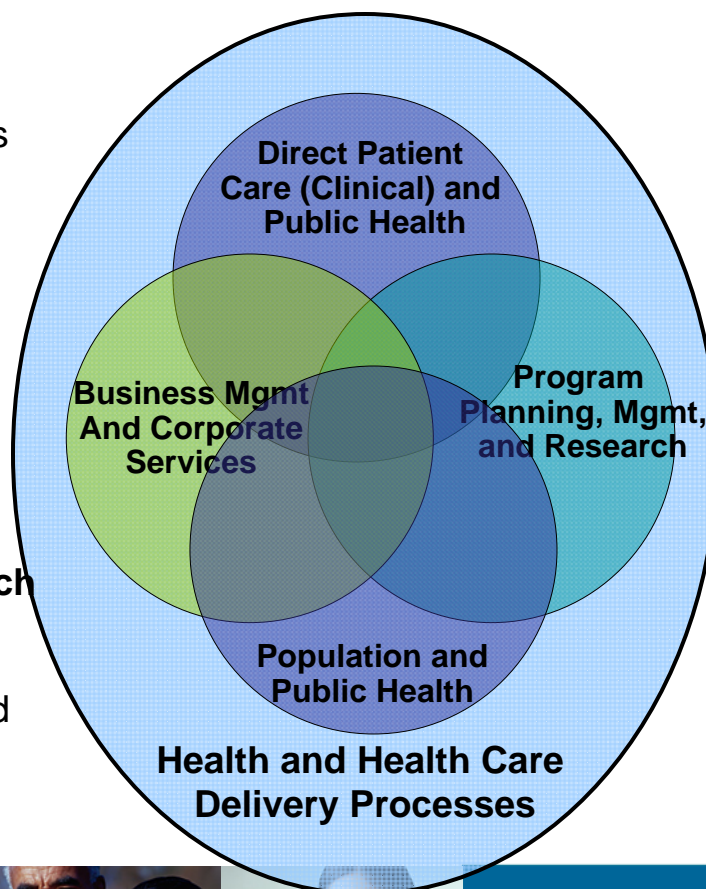 s
Direct Patient
Care (Clinical) and
Public Health
Business Mgmt
And Corporate
Services
Program
Planning, Mgmt,
and Research
ch
Population and
Public Health
d
Health and Health Care
Delivery Processes